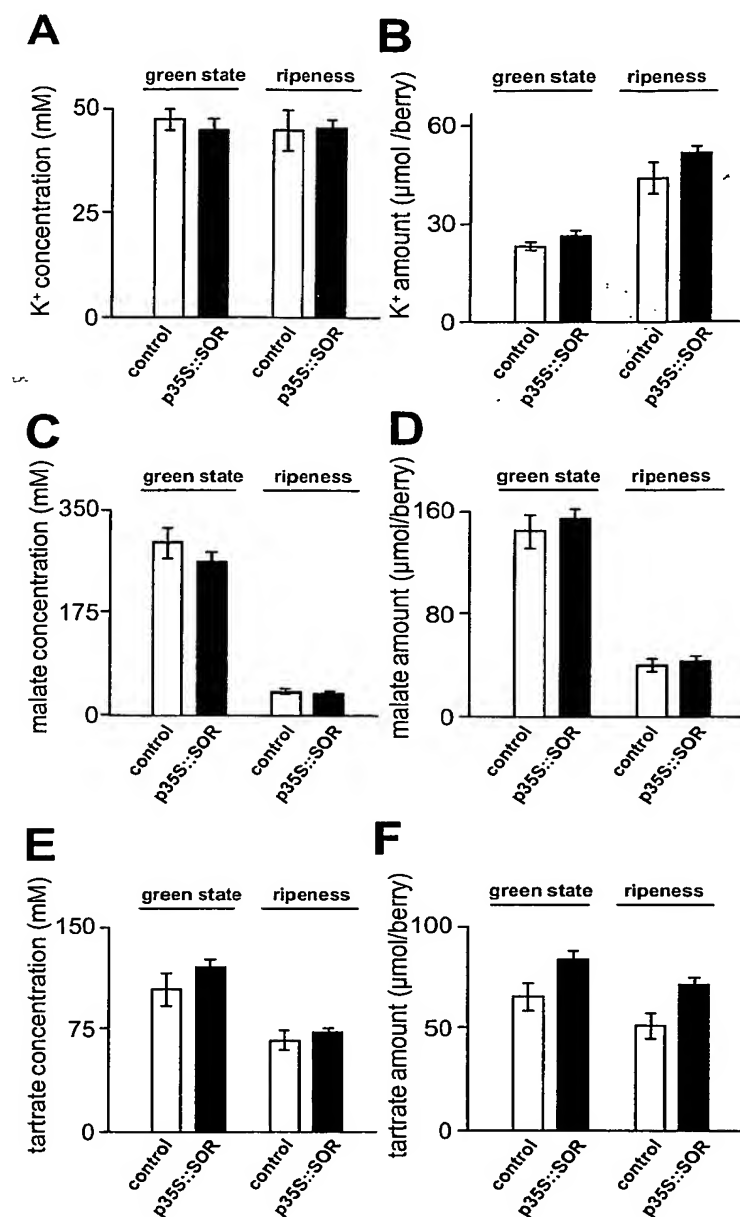 A
green state ripeness
K⁺ concentration (mM)
50
25
0
control
p35S::SOR
control
p35S::SOR
B
green state ripeness
K⁺ amount (µmol /berry)
60
30
0
control
p35S::SOR
control
p35S::SOR
C
green state ripeness
malate concentration (mM)
350
175
0
control
p35S::SOR
control
p35S::SOR
D
green state ripeness
malate amount (µmol/berry)
160
80
0
control
p35S::SOR
control
p35S::SOR
E
green state ripeness
tartrate concentration (mM)
150
75
0
control
p35S::SOR
control
p35S::SOR
F
green state ripeness
tartrate amount (µmol/berry)
100
50
0
control
p35S::SOR
control
p35S::SOR